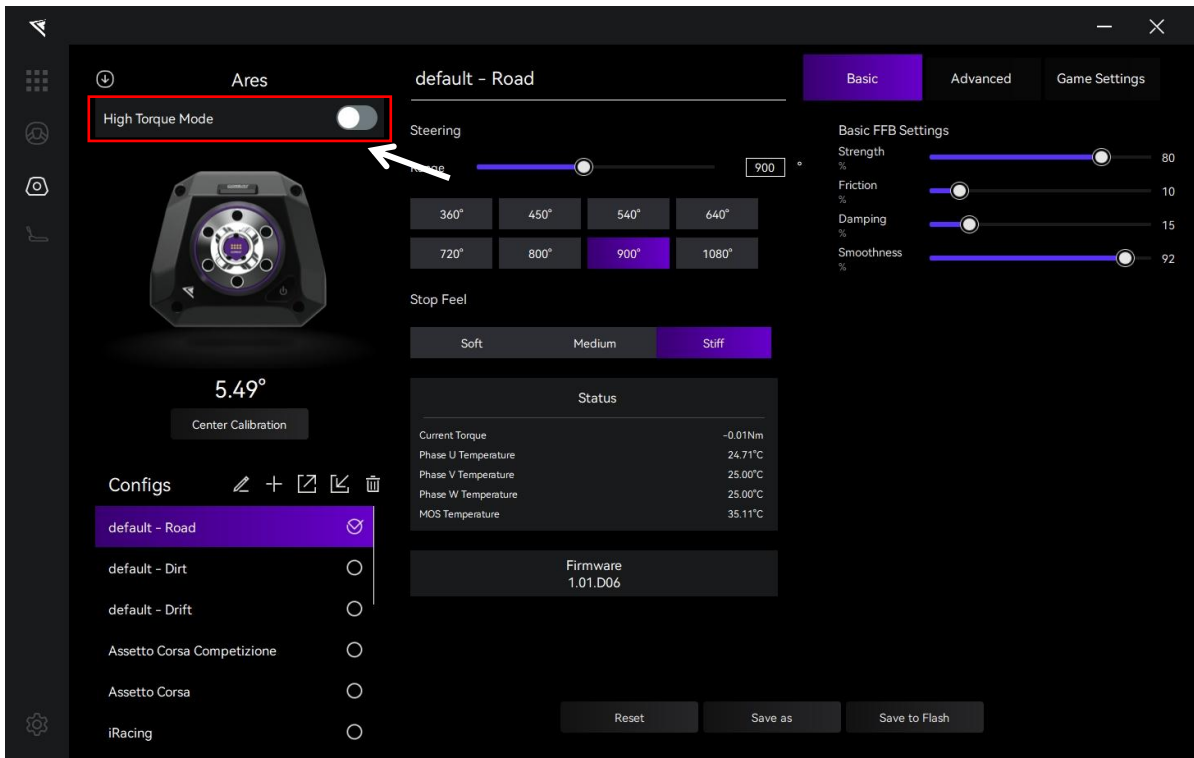 Ares
High Torque Mode
5.49°
Center Calibration
Configs
default - Road
default - Dirt
default - Drift
Assetto Corsa Competizione
Assetto Corsa
iRacing
default - Road
Steering
Range 900 °
360° 450° 540° 640°
720° 800° 900° 1080°
Stop Feel
Soft Medium Stiff
Status
Current Torque -0.01Nm
Phase U Temperature 24.71°C
Phase V Temperature 25.00°C
Phase W Temperature 25.00°C
MOS Temperature 35.11°C
Firmware
1.01.D06
Basic Advanced Game Settings
Basic FFB Settings
Strength
% 80
Friction
% 10
Damping
% 15
Smoothness
% 92
Reset Save as Save to Flash